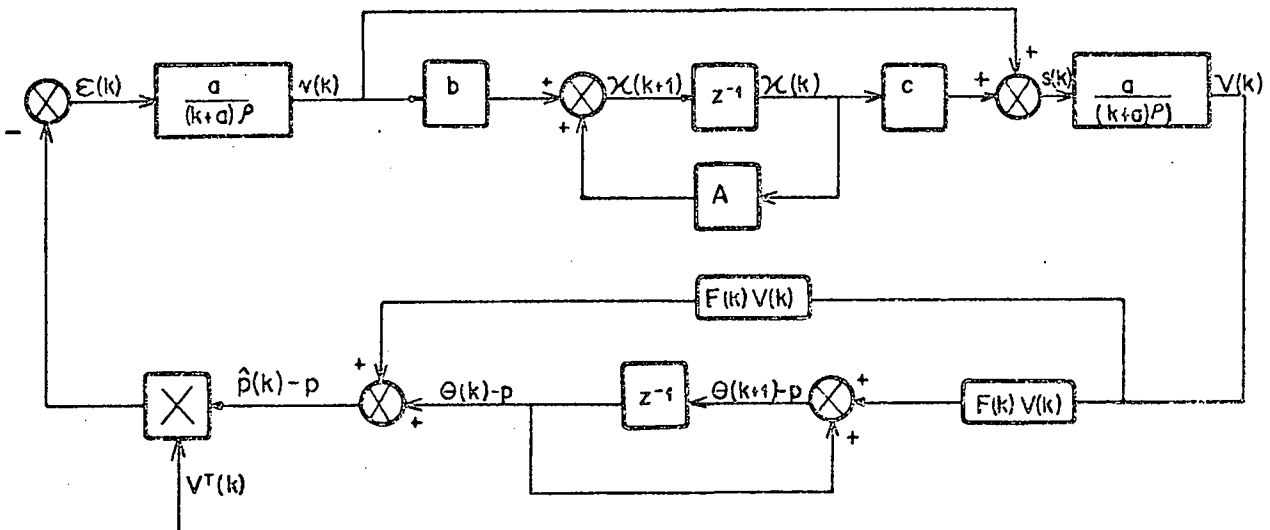 ε(k)
a
(k+a)ρ
v(k)
b
+
+
x(k+1)
z⁻¹
x(k)
A
c
+
+
s'(k)
a
(k+a)ρ)
V(k)
−
F(k) V(k)
F(k) V(k)
+
+
θ(k+1)-p
z⁻¹
θ(k)-p
+
+
p̂(k)-p
X
Vᵀ(k)